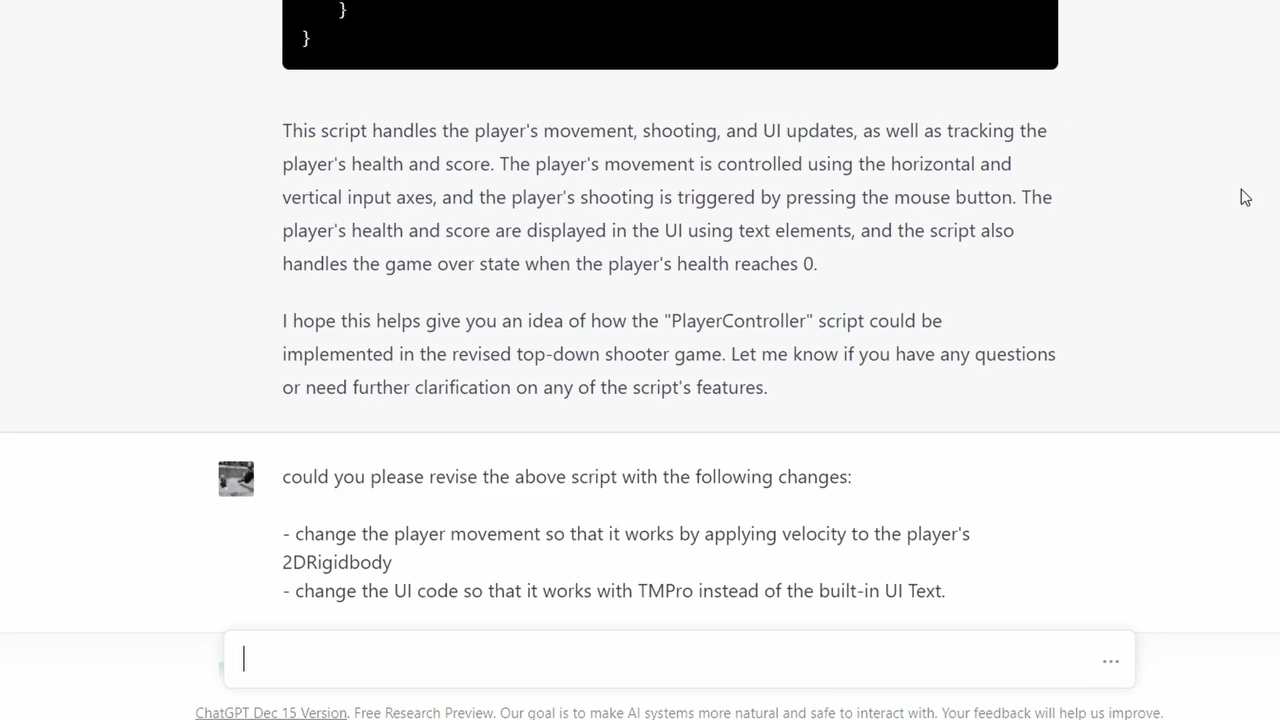 }
}
This script handles the player's movement, shooting, and UI updates, as well as tracking the
player's health and score. The player's movement is controlled using the horizontal and
vertical input axes, and the player's shooting is triggered by pressing the mouse button. The
player's health and score are displayed in the UI using text elements, and the script also
handles the game over state when the player's health reaches 0.
I hope this helps give you an idea of how the "PlayerController" script could be
implemented in the revised top-down shooter game. Let me know if you have any questions
or need further clarification on any of the script's features.
could you please revise the above script with the following changes:
- change the player movement so that it works by applying velocity to the player's
2DRigidbody
- change the UI code so that it works with TMPro instead of the built-in UI Text.
ChatGPT Dec 15 Version. Free Research Preview. Our goal is to make AI systems more natural and safe to interact with. Your feedback will help us improve.